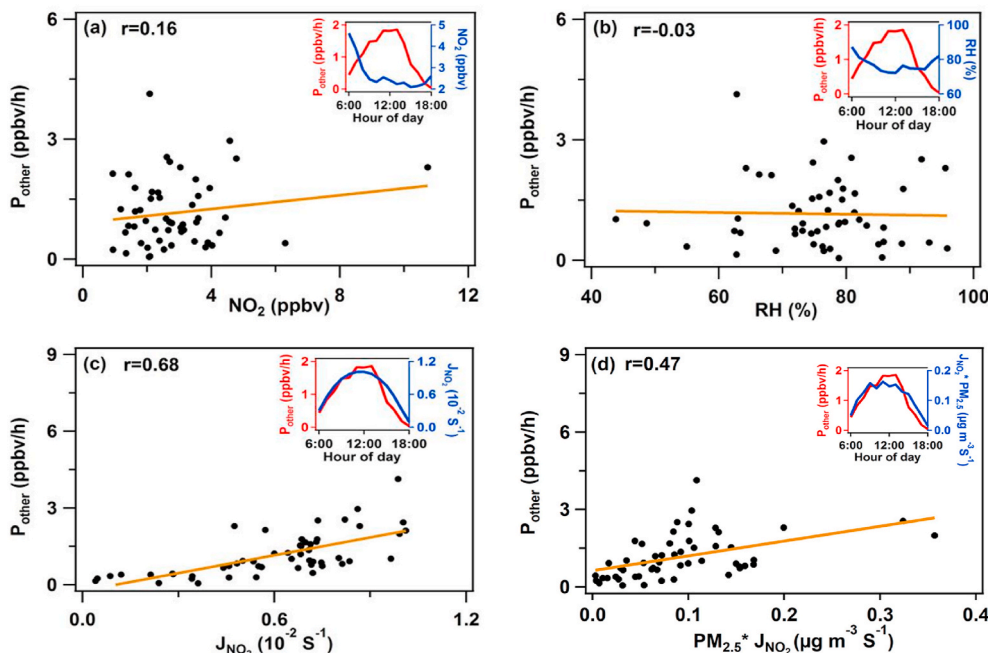 (a) r=0.16
P_other (ppbv/h)
6
3
0
0 4 8 12
NO₂ (ppbv)
P_other (ppbv/h)
2
1
0
5
4
3
2
NO₂ (ppbv)
6:00 12:00 18:00
Hour of day
(b) r=-0.03
P_other (ppbv/h)
6
3
0
40 60 80 100
RH (%)
P_other (ppbv/h)
2
1
0
100
80
60
RH (%)
6:00 12:00 18:00
Hour of day
(c) r=0.68
P_other (ppbv/h)
9
6
3
0
0.0 0.6 1.2
J_NO₂ (10⁻² S⁻¹)
P_other (ppbv/h)
2
1
0
1.2
0.6
0.0
J_NO₂ (10⁻² S⁻¹)
6:00 12:00 18:00
Hour of day
(d) r=0.47
P_other (ppbv/h)
9
6
3
0
0.0 0.1 0.2 0.3 0.4
PM₂.₅* J_NO₂ (µg m⁻³ S⁻¹)
P_other (ppbv/h)
2
1
0
0.2
0.1
0.0
J_NO₂* PM₂.₅ (µg m⁻³S⁻¹)
6:00 12:00 18:00
Hour of day